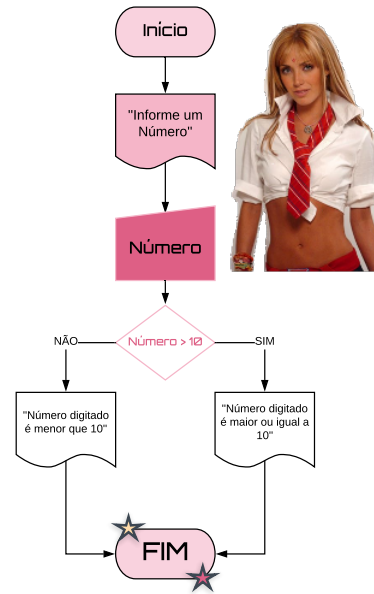 Início
"Informe um
Número"
Número
Número > 10
NÃO
SIM
"Número digitado
é menor que 10"
"Número digitado
é maior ou igual a
10"
FIM